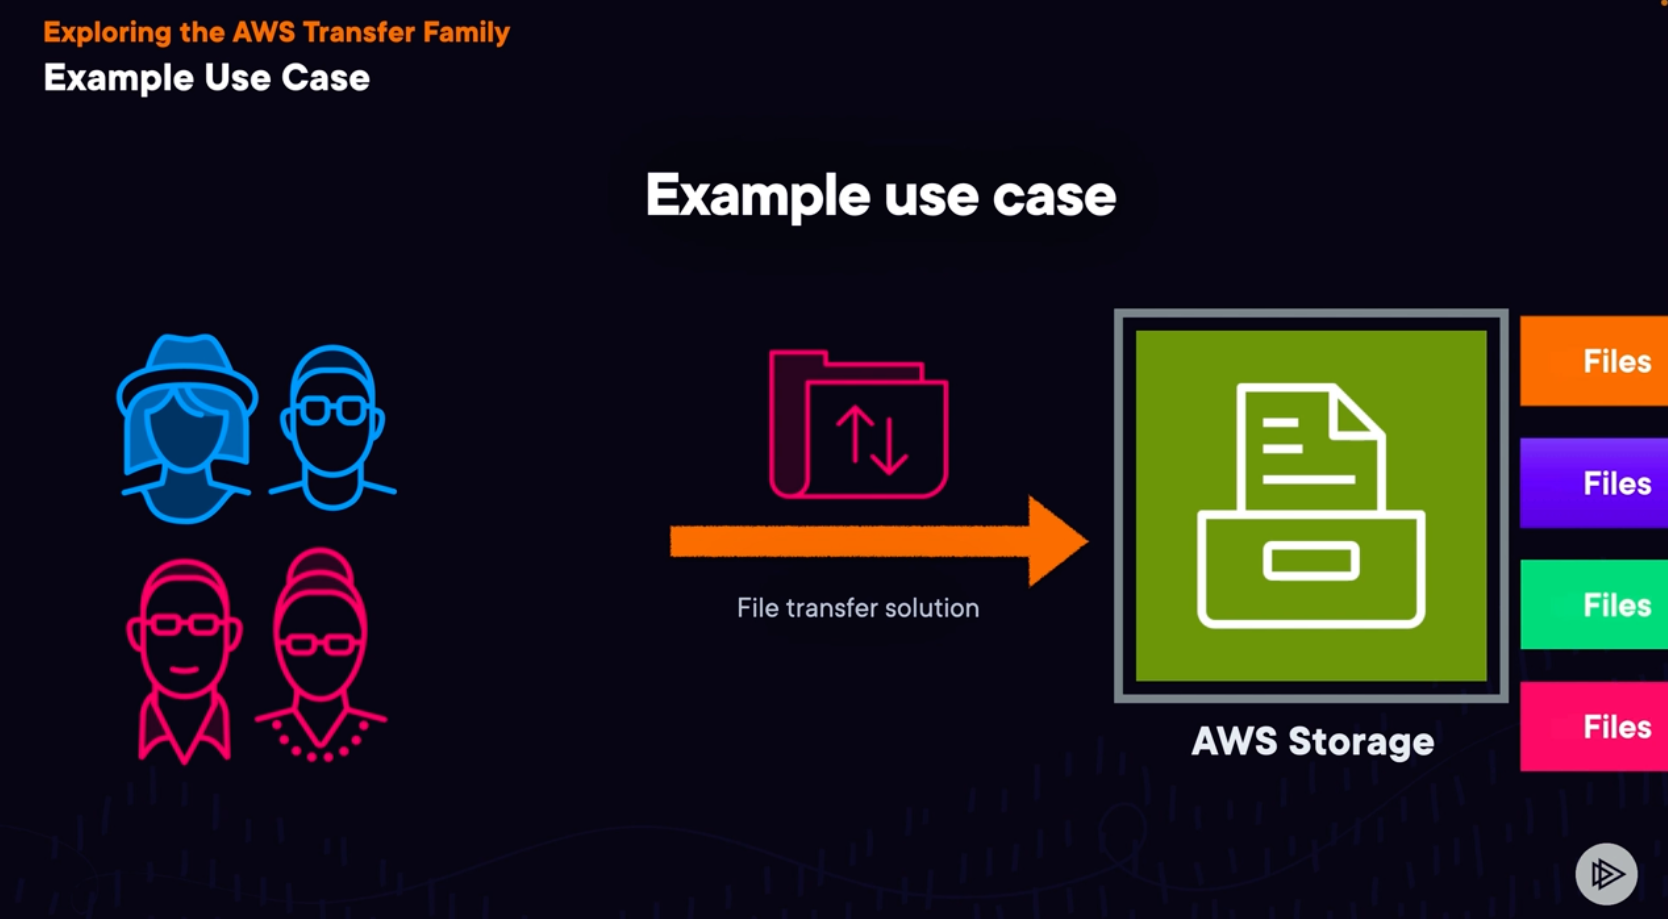 Exploring the AWS Transfer Family
Example Use Case
Example use case
File transfer solution
AWS Storage
Files
Files
Files
Files